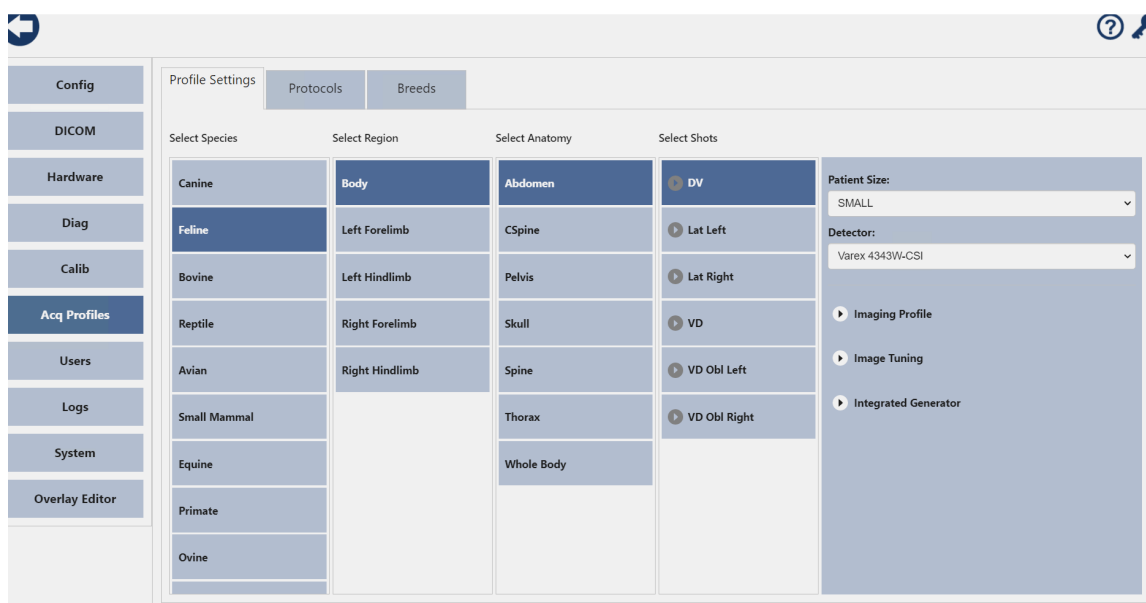 ?
Config
DICOM
Hardware
Diag
Calib
Acq Profiles
Users
Logs
System
Overlay Editor
Profile Settings
Protocols
Breeds
Select Species
Canine
Feline
Bovine
Reptile
Avian
Small Mammal
Equine
Primate
Ovine
Select Region
Body
Left Forelimb
Left Hindlimb
Right Forelimb
Right Hindlimb
Select Anatomy
Abdomen
CSpine
Pelvis
Skull
Spine
Thorax
Whole Body
Select Shots
DV
Lat Left
Lat Right
VD
VD Obl Left
VD Obl Right
Patient Size:
SMALL
Detector:
Varex 4343W-CSI
Imaging Profile
Image Tuning
Integrated Generator